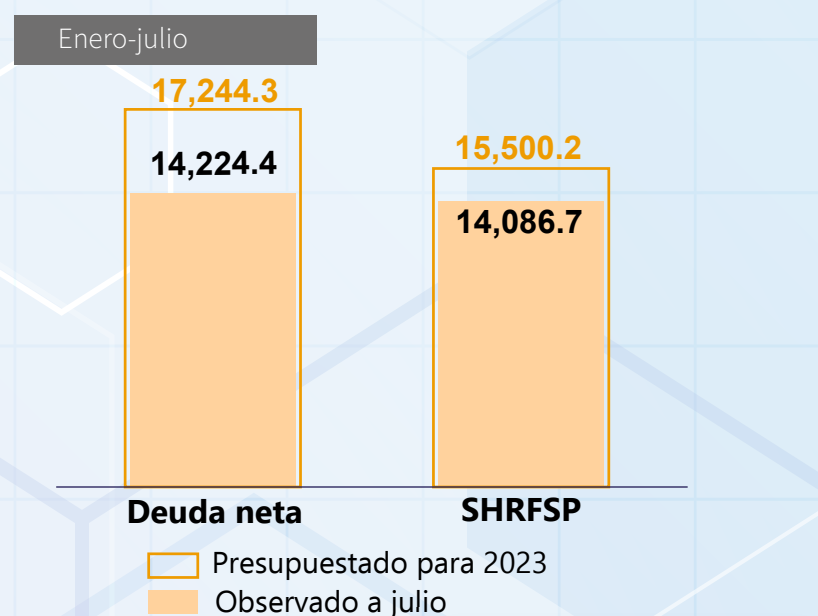 Enero-julio
17,244.3
14,224.4
15,500.2
14,086.7
Deuda neta
SHRFSP
Presupuestado para 2023
Observado a julio